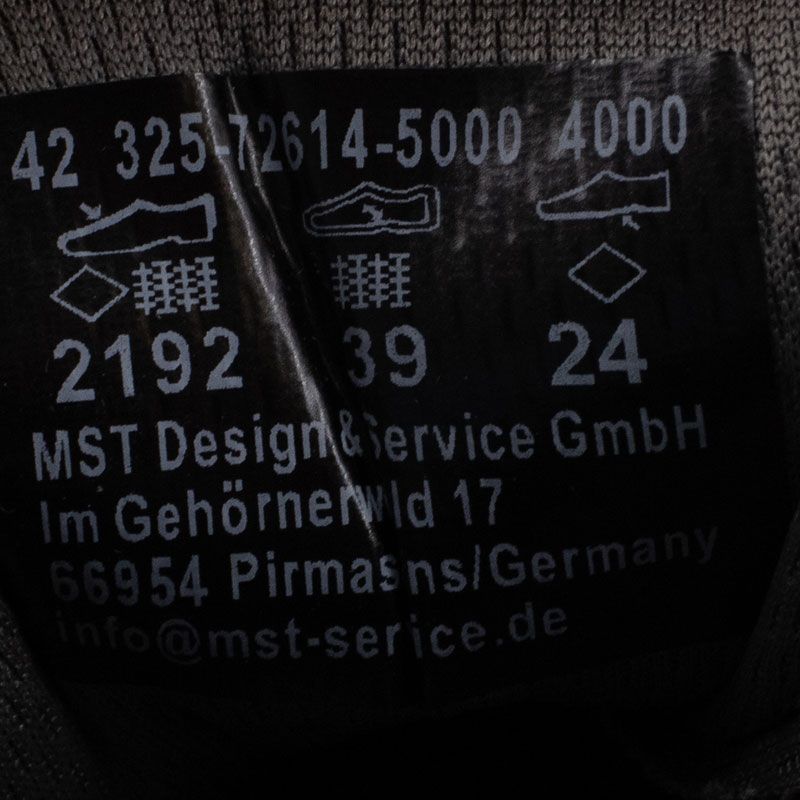 42 325-72614-5000 4000
2192 39 24
MST Design & Service GmbH
Im Gehörnerwld 17
66954 Pirmasns/Germany
info@mst-serice.de